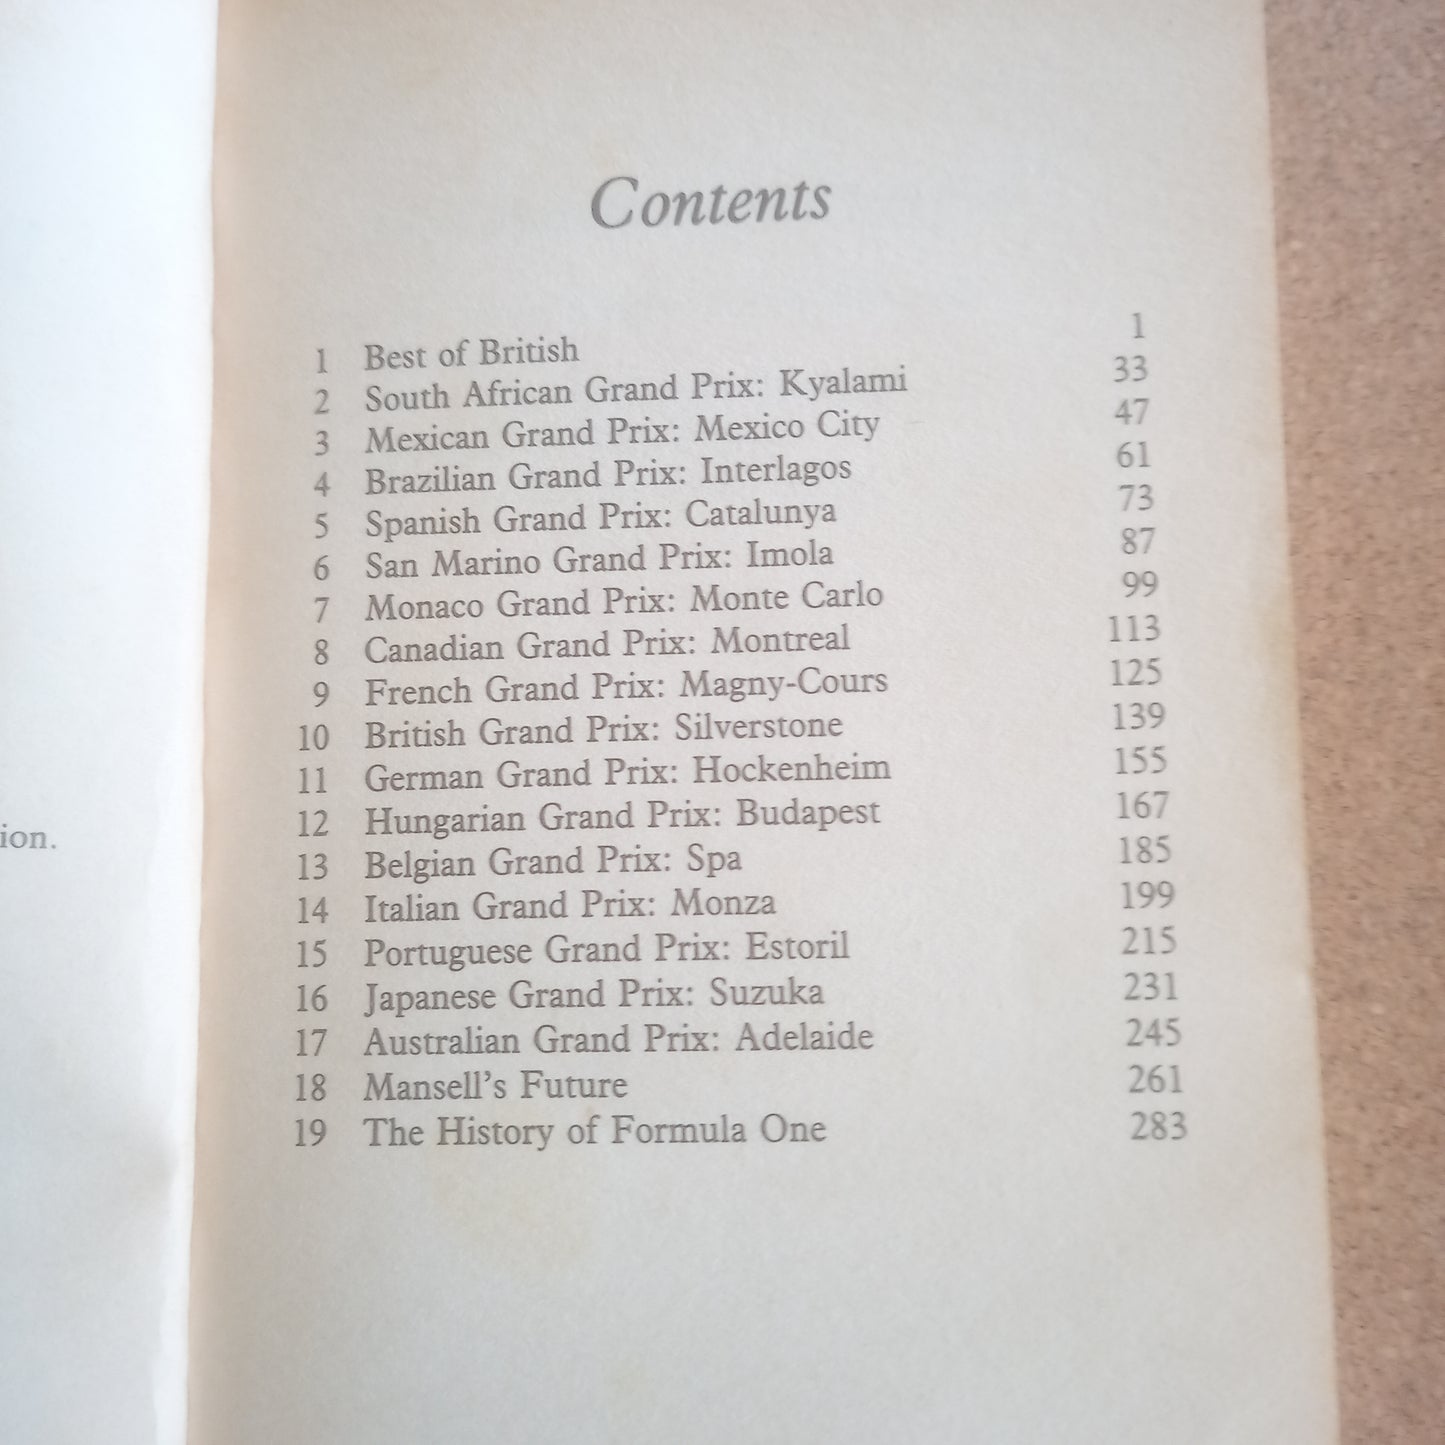 Contents
1 Best of British 1
2 South African Grand Prix: Kyalami 33
3 Mexican Grand Prix: Mexico City 47
4 Brazilian Grand Prix: Interlagos 61
5 Spanish Grand Prix: Catalunya 73
6 San Marino Grand Prix: Imola 87
7 Monaco Grand Prix: Monte Carlo 99
8 Canadian Grand Prix: Montreal 113
9 French Grand Prix: Magny-Cours 125
10 British Grand Prix: Silverstone 139
11 German Grand Prix: Hockenheim 155
12 Hungarian Grand Prix: Budapest 167
13 Belgian Grand Prix: Spa 185
14 Italian Grand Prix: Monza 199
15 Portuguese Grand Prix: Estoril 215
16 Japanese Grand Prix: Suzuka 231
17 Australian Grand Prix: Adelaide 245
18 Mansell's Future 261
19 The History of Formula One 283
ion.